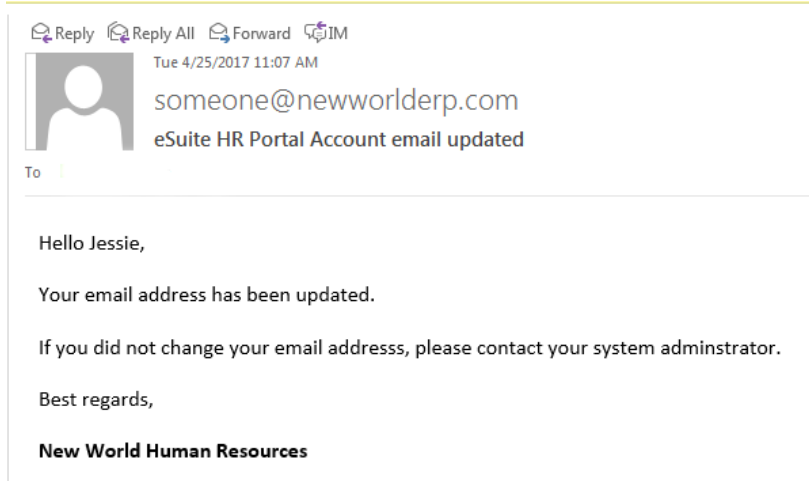 Reply Reply All Forward IM
Tue 4/25/2017 11:07 AM
someone@newworlderp.com
eSuite HR Portal Account email updated
To
Hello Jessie,
Your email address has been updated.
If you did not change your email addresss, please contact your system adminstrator.
Best regards,
New World Human Resources